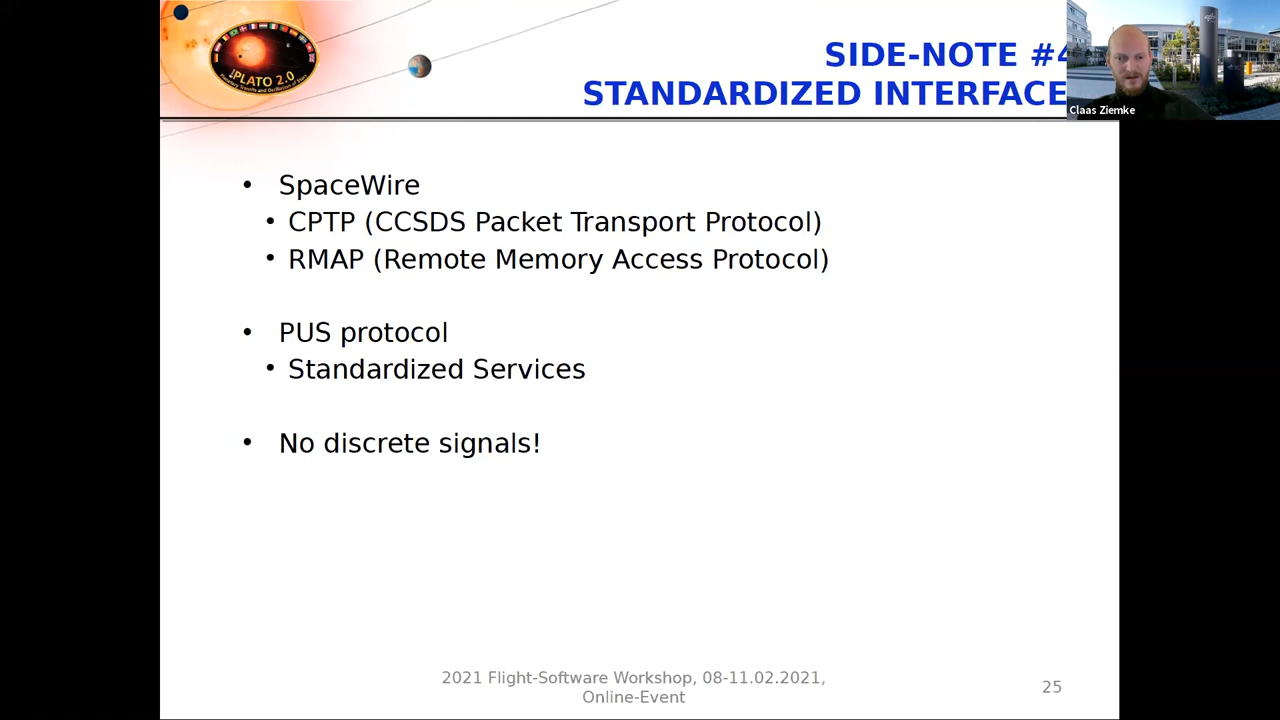 PLATO 2.0
SIDE-NOTE #4
STANDARDIZED INTERFACE
Claas Ziemke
• SpaceWire
• CPTP (CCSDS Packet Transport Protocol)
• RMAP (Remote Memory Access Protocol)
• PUS protocol
• Standardized Services
• No discrete signals!
2021 Flight-Software Workshop, 08-11.02.2021,
Online-Event
25